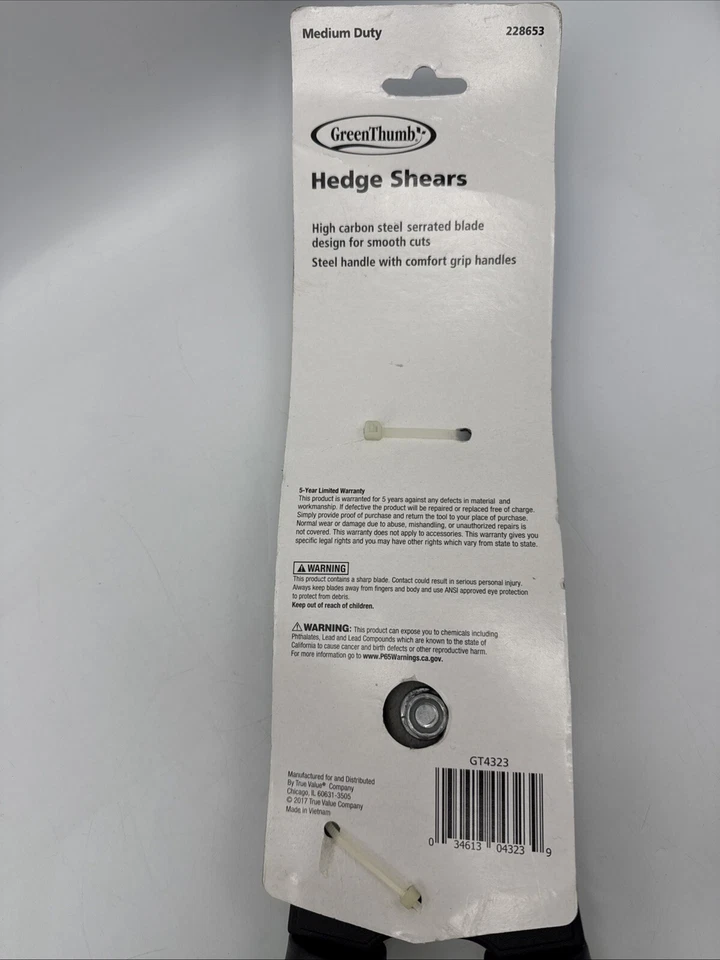 Medium Duty 228653
GreenThumb
Hedge Shears
High carbon steel serrated blade
design for smooth cuts
Steel handle with comfort grip handles
5-Year Limited Warranty
This product is warranted for 5 years against any defects in material and
workmanship. If defective the product will be repaired or replaced free of charge.
Simply provide proof of purchase and return the tool to your place of purchase.
Normal wear or damage due to abuse, mishandling, or unauthorized repairs is
not covered. This warranty does not apply to accessories. This warranty gives you
specific legal rights and you may have other rights which vary from state to state.
⚠ WARNING
This product contains a sharp blade. Contact could result in serious personal injury.
Always keep blades away from fingers and body and use ANSI approved eye protection
to protect from debris.
Keep out of reach of children.
⚠ WARNING: This product can expose you to chemicals including
Phthalates, Lead and Lead Compounds which are known to the state of
California to cause cancer and birth defects or other reproductive harm.
For more information go to www.P65Warnings.ca.gov.
Manufactured for and Distributed
By True Value® Company
Chicago, IL 60631-3505
© 2017 True Value Company
Made in Vietnam
GT4323
0 34613 04323 9